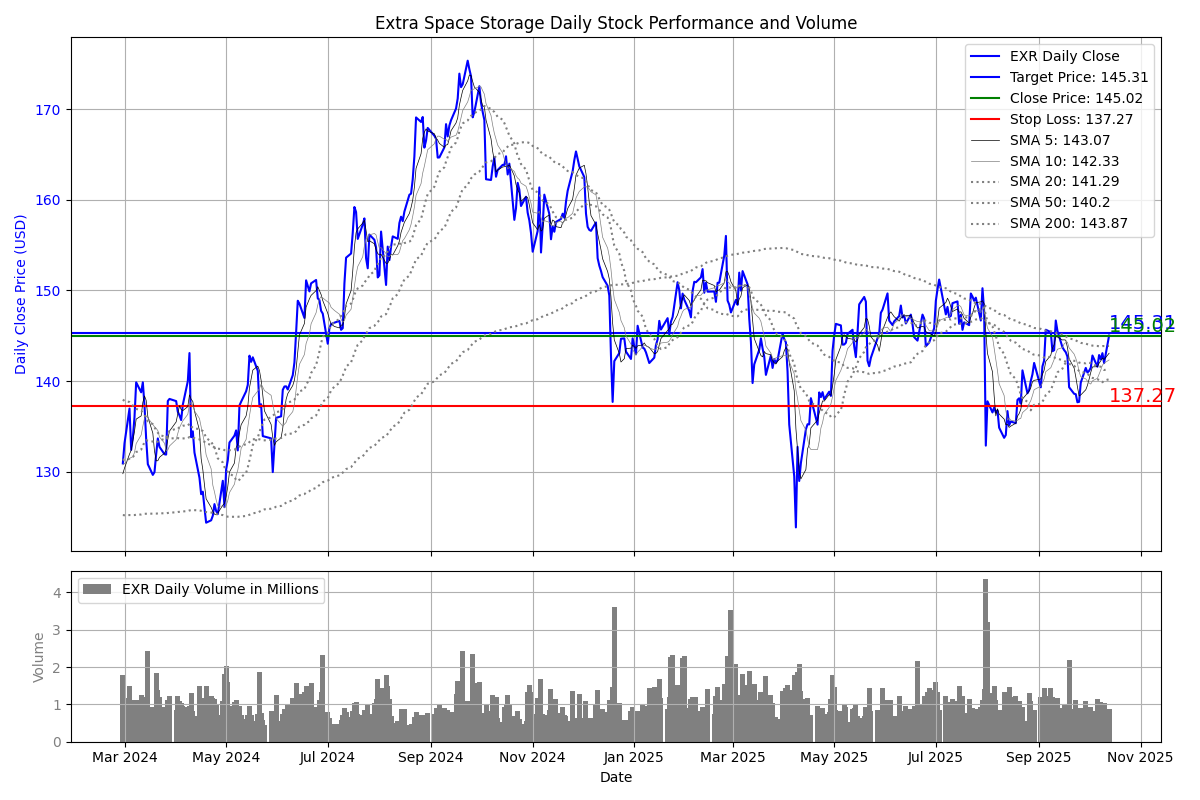 Extra Space Storage Daily Stock Performance and Volume
Daily Close Price (USD)
170
160
150
140
130
EXR Daily Close
Target Price: 145.31
Close Price: 145.02
Stop Loss: 137.27
SMA 5: 143.07
SMA 10: 142.33
SMA 20: 141.29
SMA 50: 140.2
SMA 200: 143.87
145.31
145.02
137.27
Volume
4
3
2
1
0
EXR Daily Volume in Millions
Mar 2024 May 2024 Jul 2024 Sep 2024 Nov 2024 Jan 2025 Mar 2025 May 2025 Jul 2025 Sep 2025 Nov 2025
Date